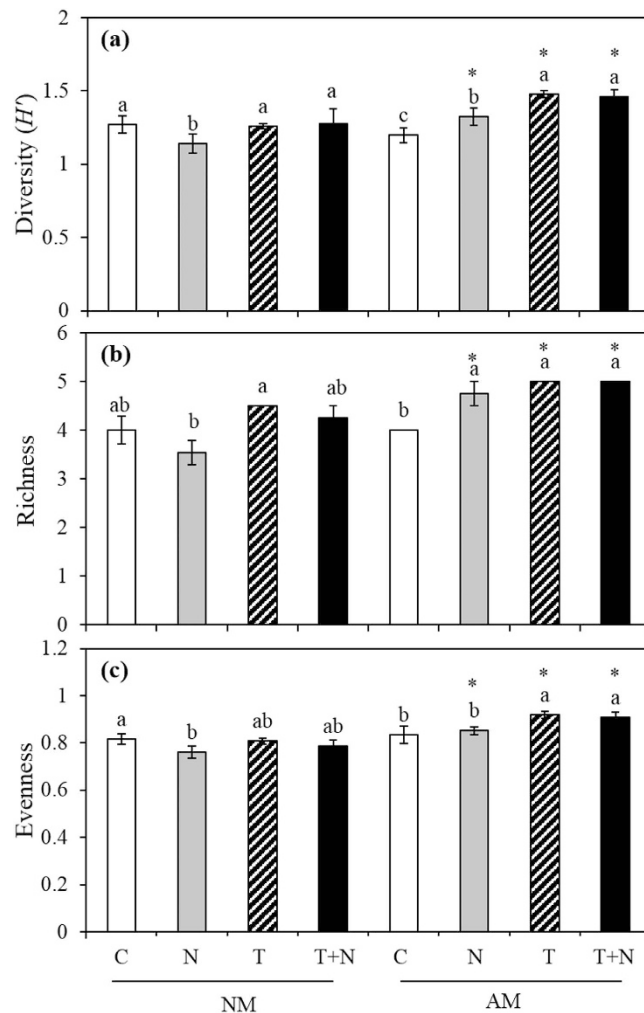 (a)
Diversity (H')
2
1.5
1
0.5
0
a b a a c * b * a * a
(b)
Richness
6
5
4
3
2
1
0
ab b a ab b * a * a * a
(c)
Evenness
1.2
1
0.8
0.6
0.4
0.2
0
a b ab ab b * b * a * a
C N T T+N C N T T+N
NM AM